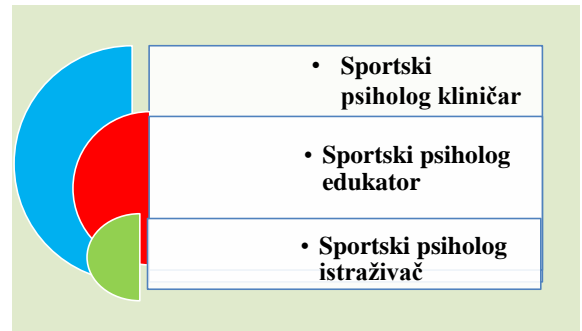 • Sportski
psiholog kliničar
• Sportski psiholog
edukator
• Sportski psiholog
istraživač